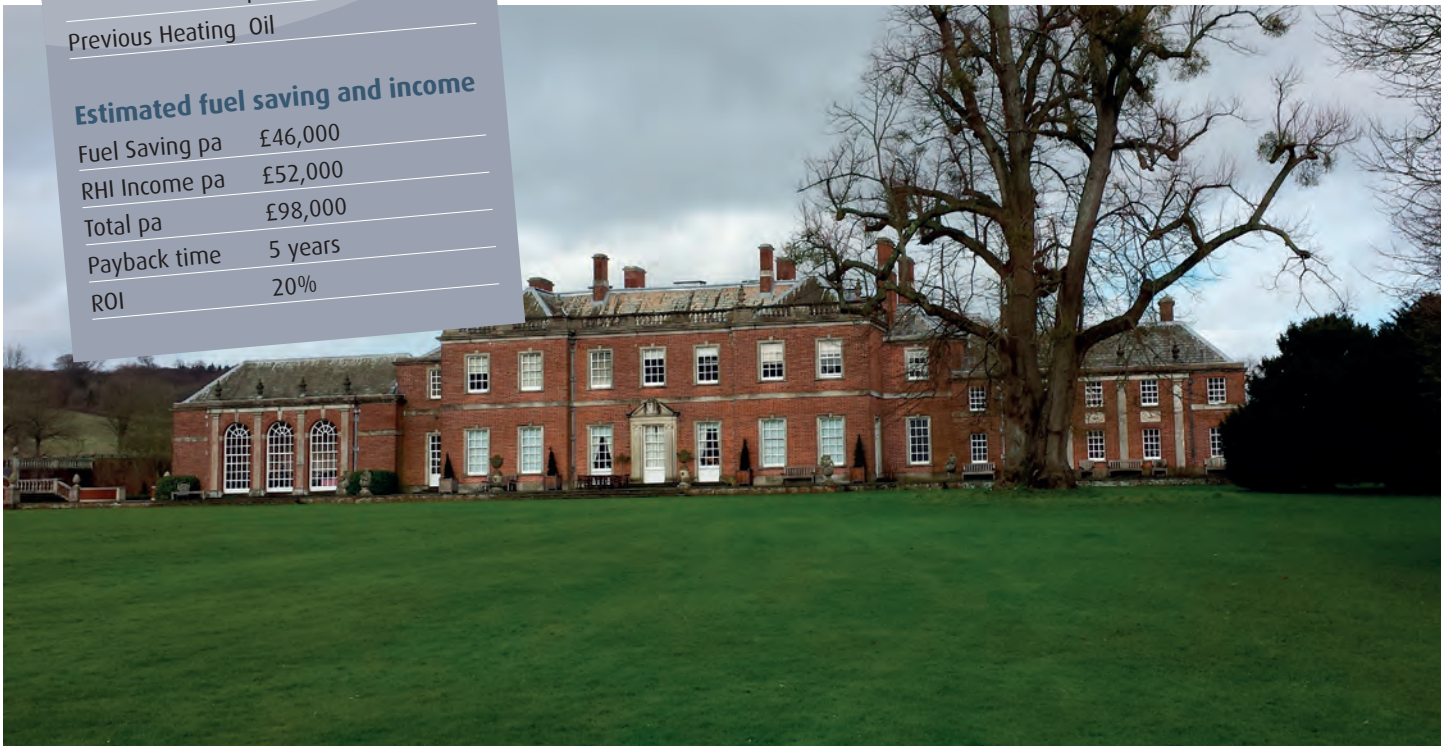 Previous Heating Oil
Estimated fuel saving and income
Fuel Saving pa £46,000
RHI Income pa £52,000
Total pa £98,000
Payback time 5 years
ROI 20%